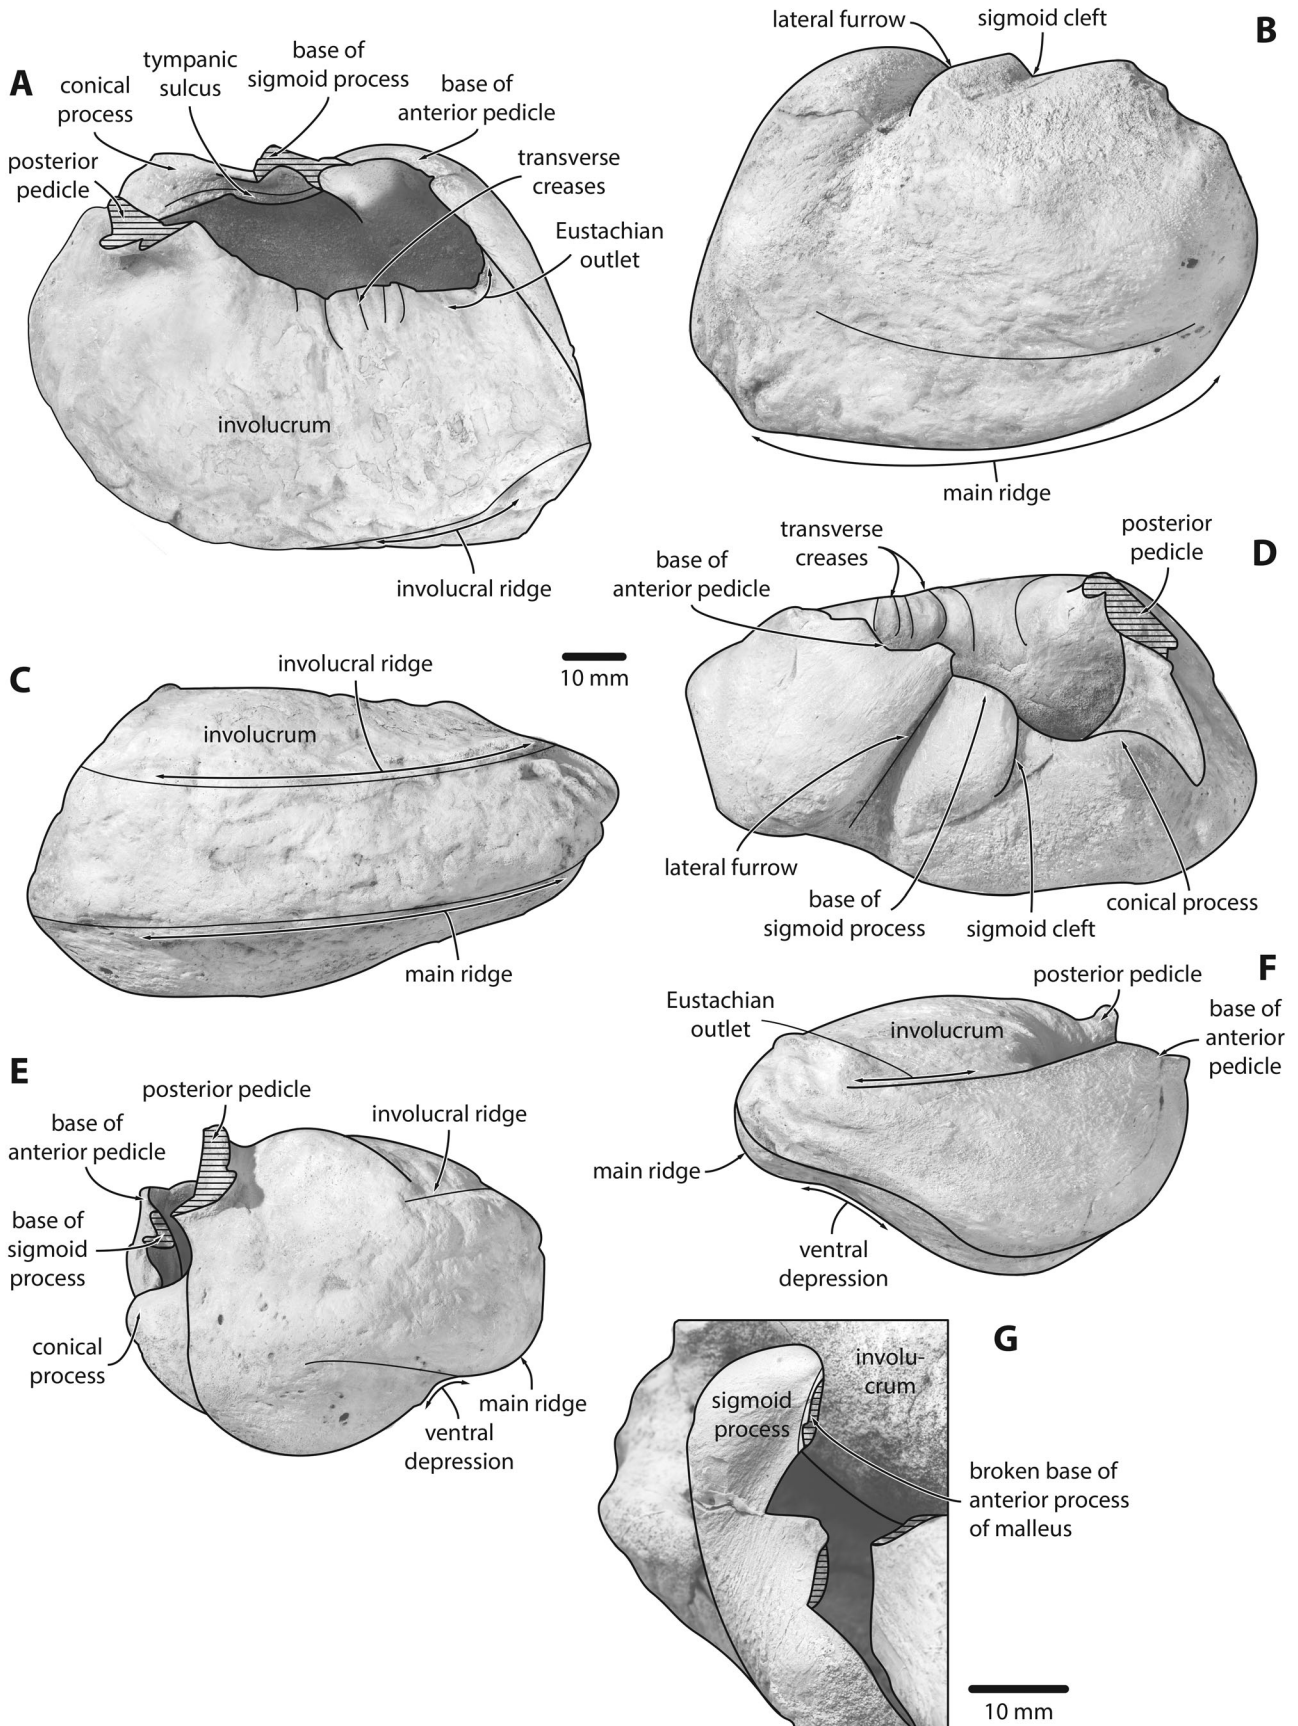 A
conical
process
tympanic
sulcus
base of
sigmoid process
base of
anterior pedicle
posterior
pedicle
transverse
creases
Eustachian
outlet
involucrum
involucral ridge
B
lateral furrow
sigmoid cleft
main ridge
C
involucral ridge
involucrum
main ridge
10 mm
D
transverse
creases
posterior
pedicle
base of
anterior pedicle
lateral furrow
base of
sigmoid process
sigmoid cleft
conical process
E
posterior pedicle
base of
anterior pedicle
involucral ridge
base of
sigmoid
process
conical
process
main ridge
ventral
depression
F
posterior pedicle
Eustachian
outlet
involucrum
base of
anterior
pedicle
main ridge
ventral
depression
G
involu-
crum
sigmoid
process
broken base of
anterior process
of malleus
10 mm